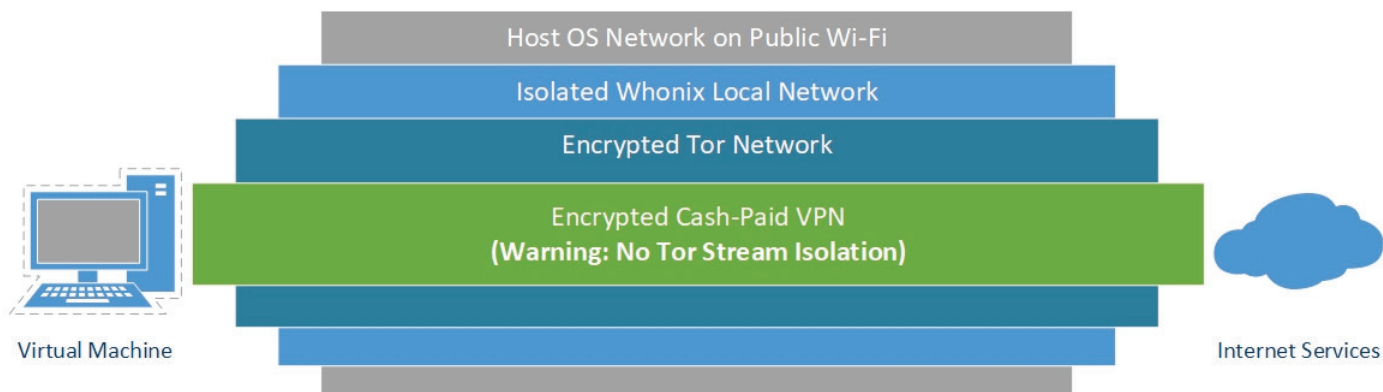 Host OS Network on Public Wi-Fi
Isolated Whonix Local Network
Encrypted Tor Network
Encrypted Cash-Paid VPN
(Warning: No Tor Stream Isolation)
Virtual Machine
Internet Services